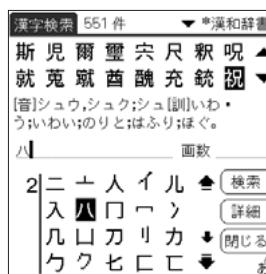 漢字検索 551件 ▼*漢和辞書
斯 児 爾 璽 宍 尺 釈 呪
就 蒐 蹴 酋 醜 充 銃 祝
[音]シュウ,シュク;シュ[訓]いわ・
う;いわい;のりと;はふり;ほぐ。
八 画数
2 二 亠 人 イ 儿 検索
入 八 冂 冖 冫 詳細
几 凵 刀 刂 力 閉じる
勹 ク 匕 匚 匸